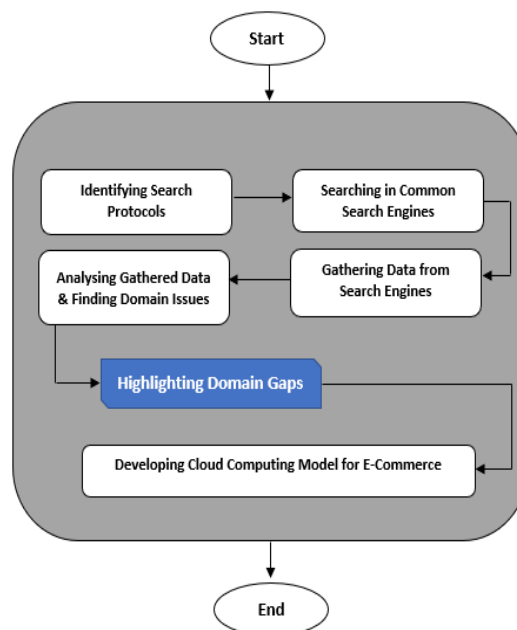 Start
Identifying Search
Protocols
Searching in Common
Search Engines
Gathering Data from
Search Engines
Analysing Gathered Data
& Finding Domain Issues
Highlighting Domain Gaps
Developing Cloud Computing Model for E-Commerce
End